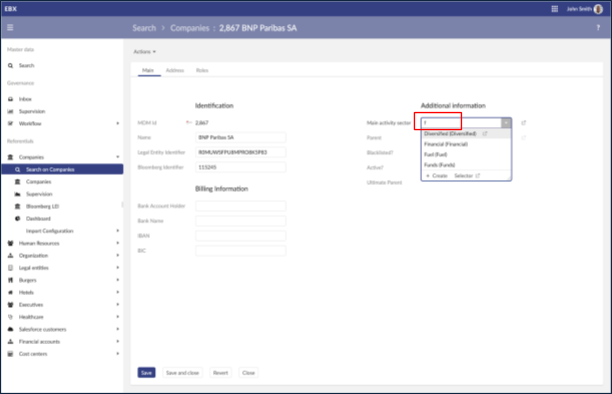 EBX
John Smith
Search > Companies : 2,867 BNP Paribas SA
?
Master data
Search
Governance
Inbox
Supervision
Workflow
Referentials
Companies
Search on Companies
Companies
Supervision
Bloomberg LEI
Dashboard
Import Configuration
Human Resources
Organization
Legal entities
Burgers
Hotels
Executives
Healthcare
Salesforce customers
Financial accounts
Cost centers
Actions
Main Address Roles
Identification
MDM Id 2,867
Name BNP Paribas SA
Legal Entity Identifier
Bloomberg Identifier 115245
Billing Information
Bank Account Holder
Bank Name
IBAN
BIC
Additional information
Main activity sector f
Diversified (Diversified)
Financial (Financial)
Fuel (Fuel)
Funds (Funds)
+ Create Selector
Parent
Blacklisted?
Active?
Ultimate Parent
Save Save and close Revert Close